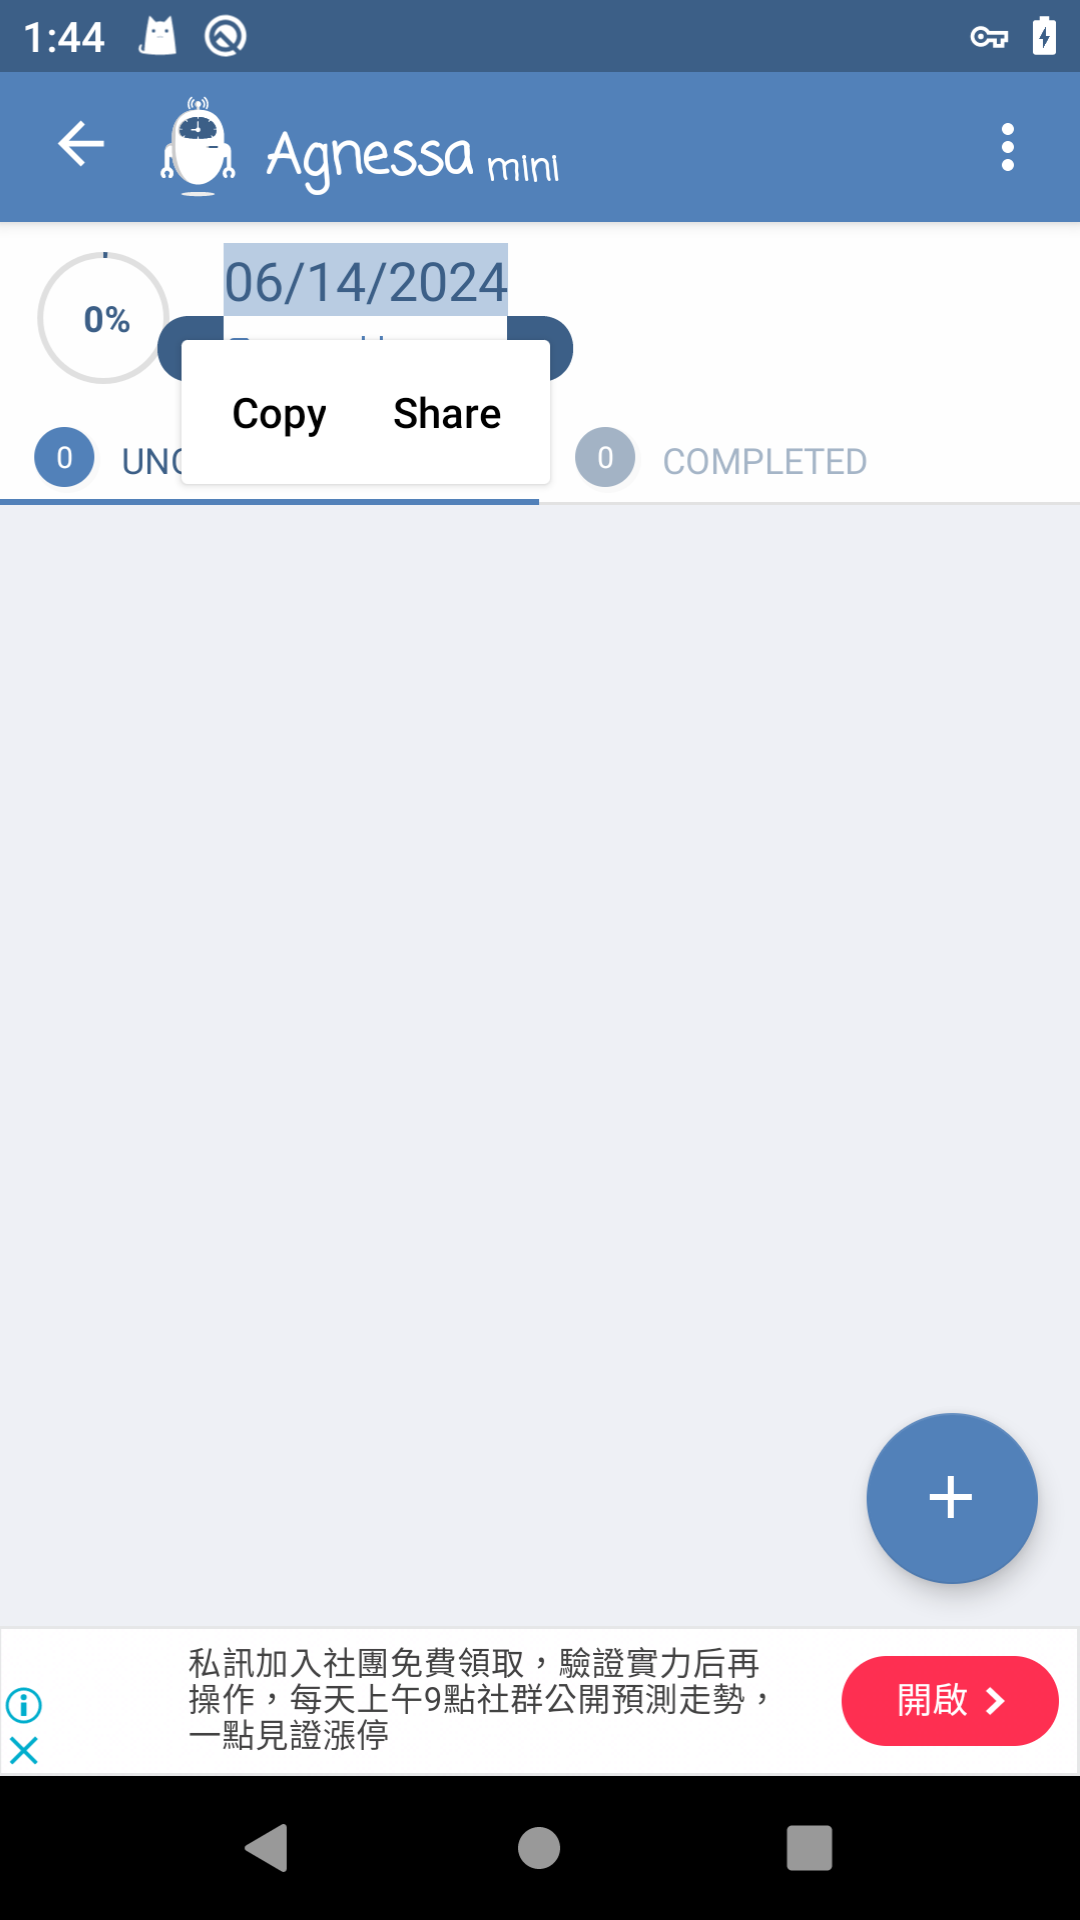 1:44
Agnessa mini
06/14/2024
0%
Copy Share
0
0 COMPLETED
私訊加入社團免費領取，驗證實力后再
操作，每天上午9點社群公開預測走勢，
一點見證漲停
開啟